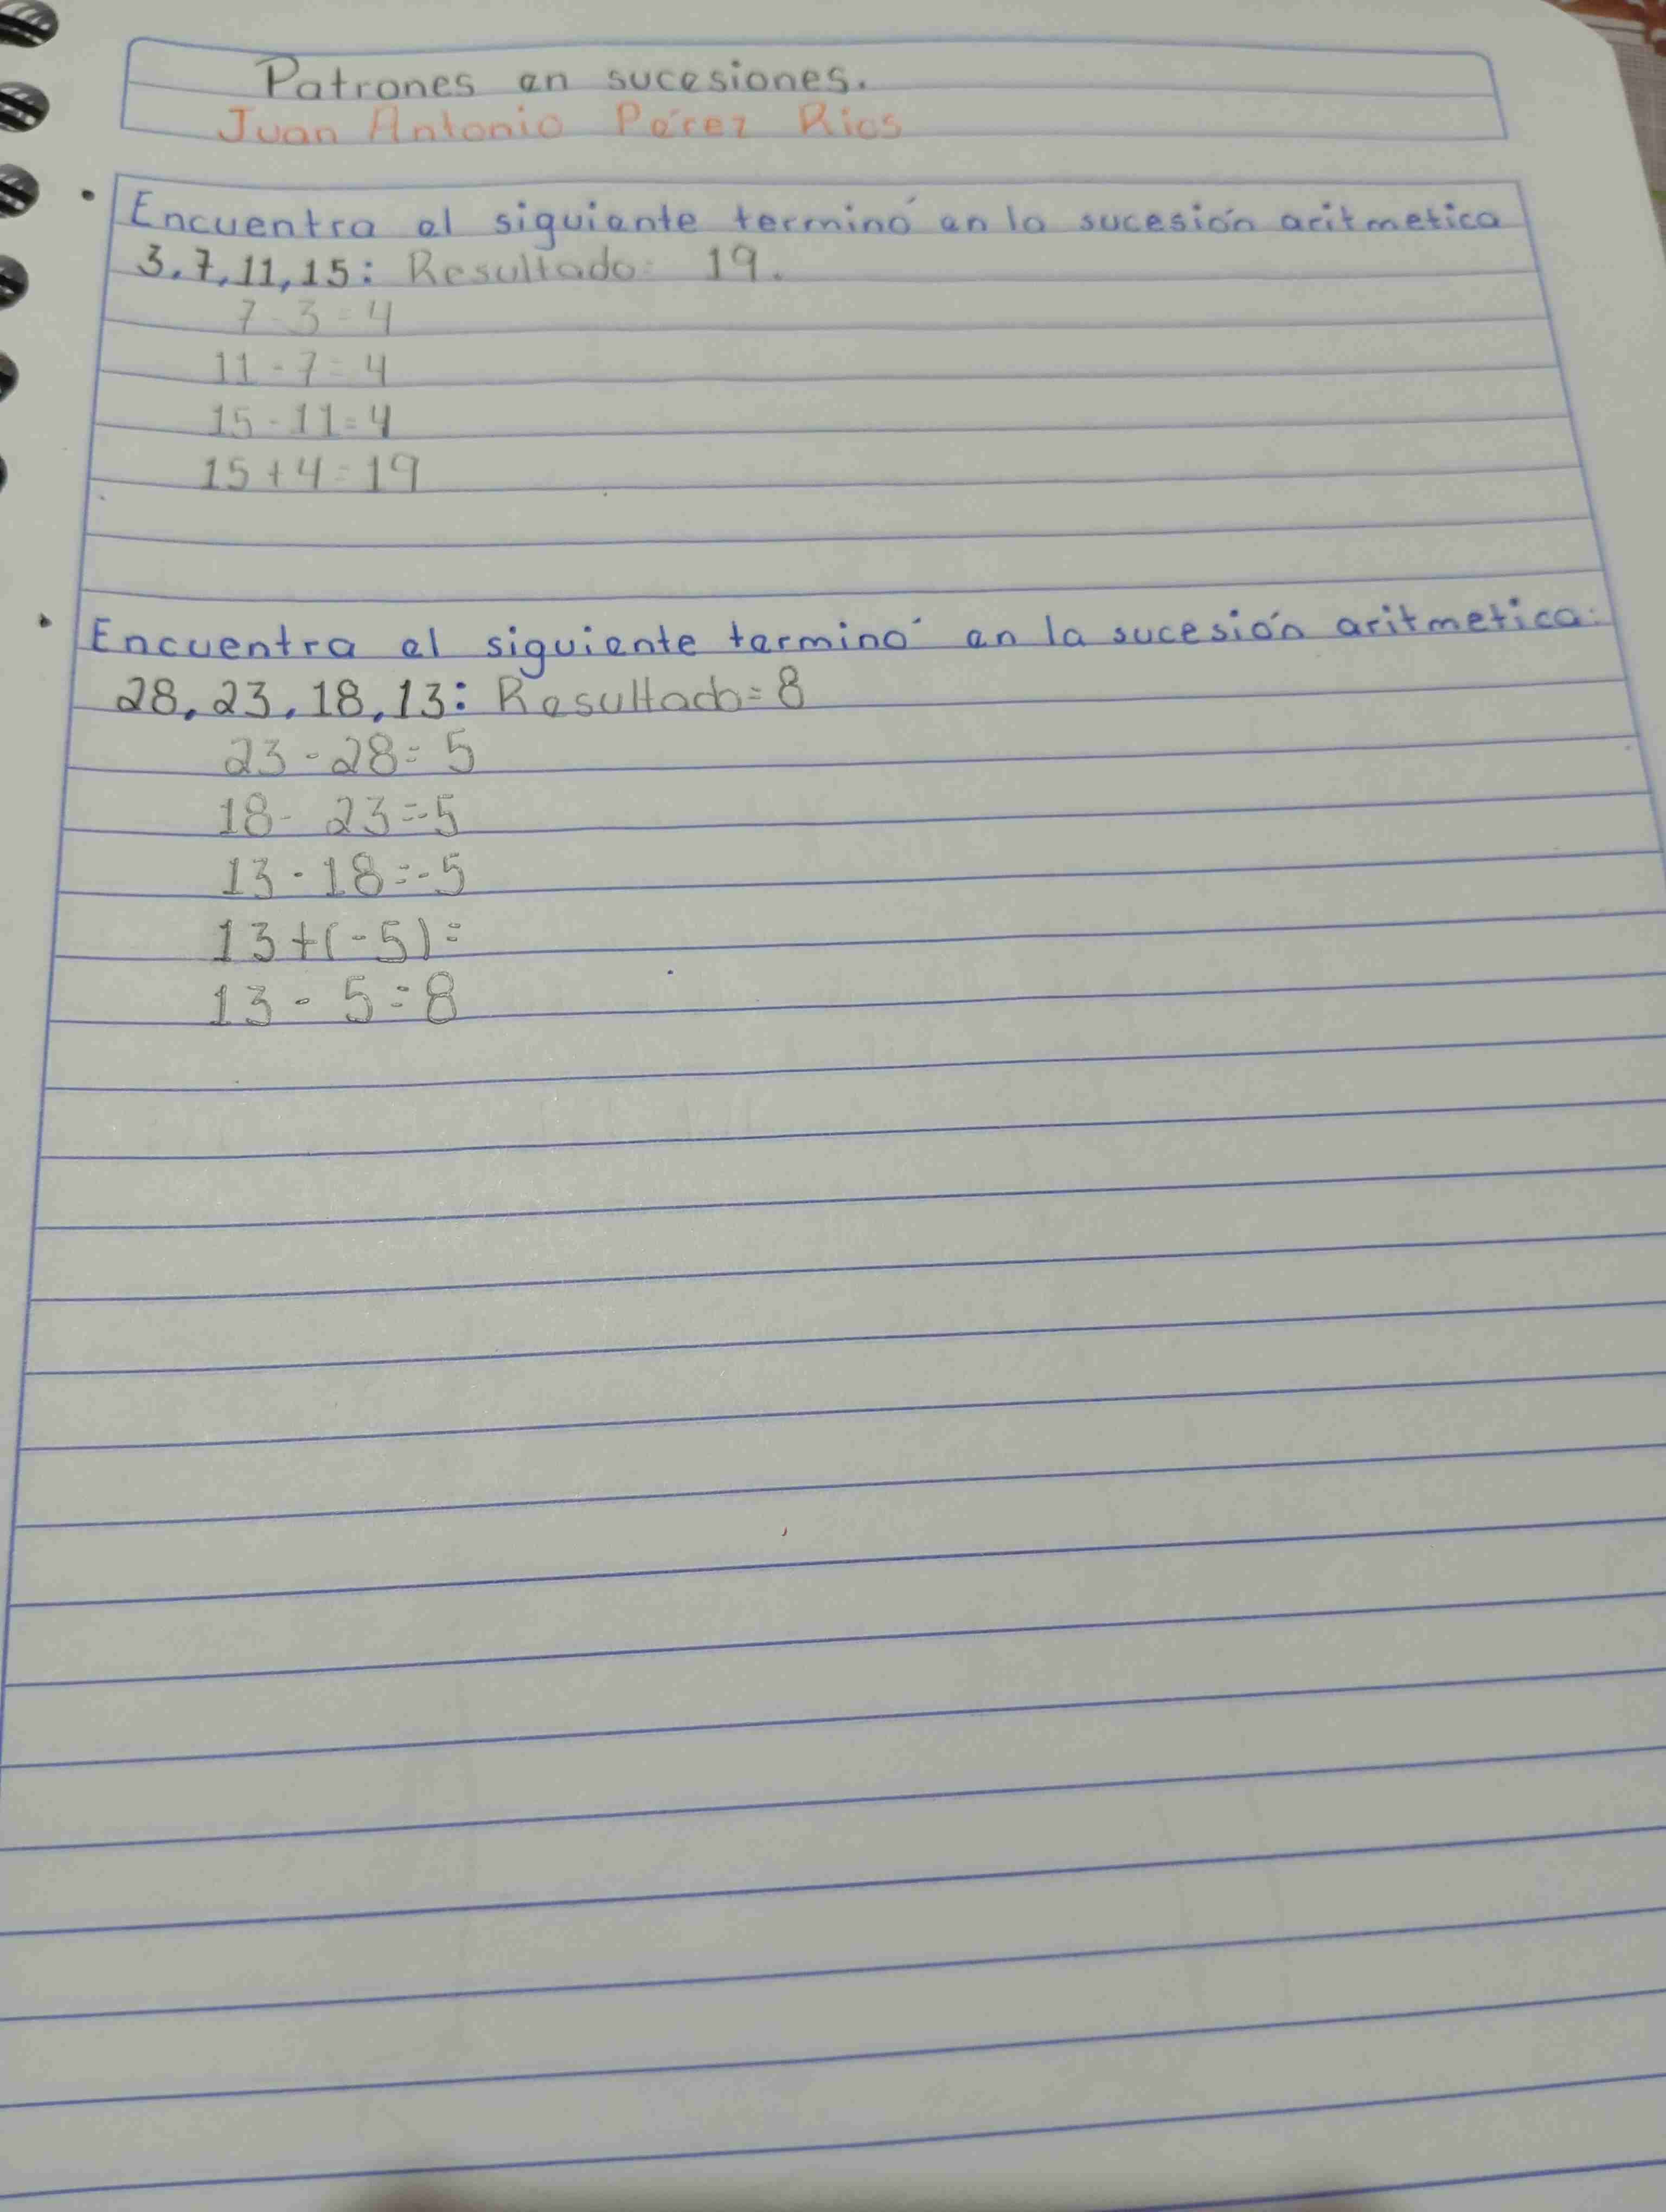 Patrones en sucesiones.
Juan Antonio Pérez Rios
• Encuentra el siguiente terminó en la sucesión aritmetica
3, 7, 11, 15: Resultado: 19.
7 - 3 = 4
11 - 7 = 4
15 - 11 = 4
15 + 4 = 19
• Encuentra el siguiente terminó en la sucesión aritmetica:
28, 23, 18, 13: Resultado = 8
23 - 28 = 5
18 - 23 = -5
13 - 18 = -5
13 + (-5) =
13 - 5 = 8